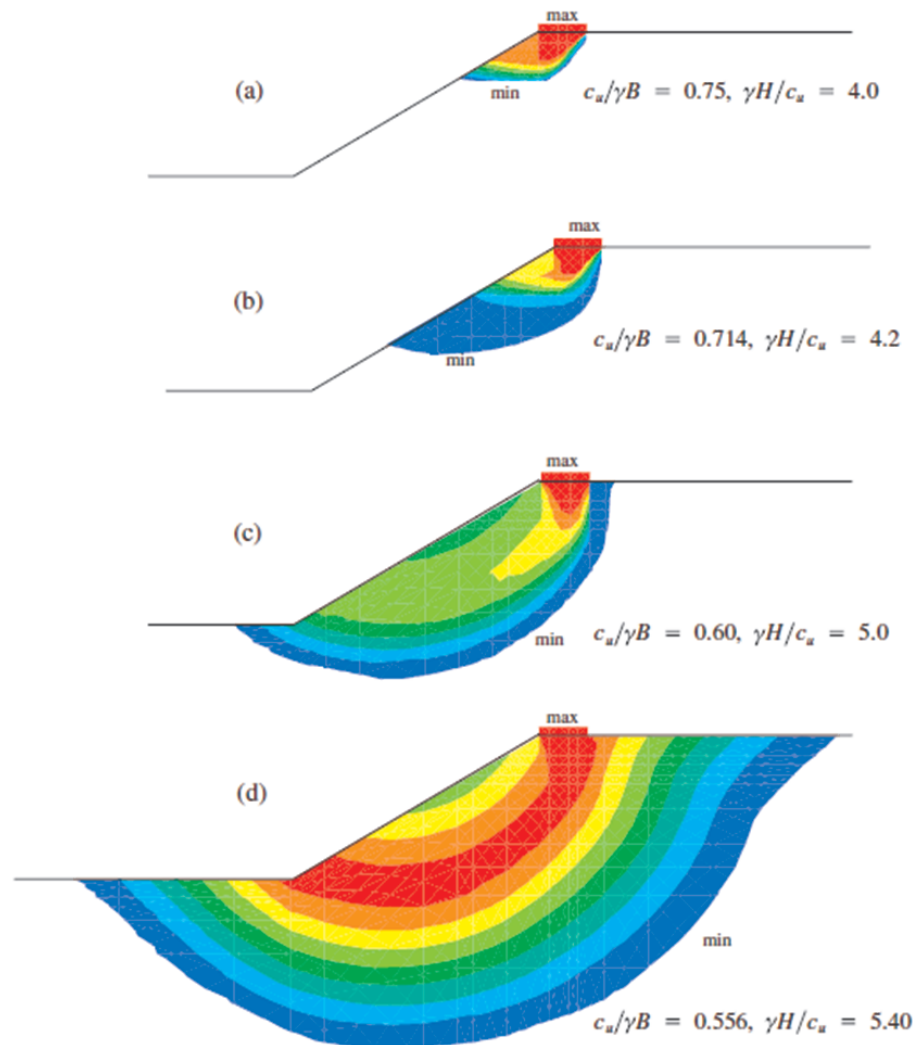 max
(a)
min
c_u/γB = 0.75, γH/c_u = 4.0
max
(b)
c_u/γB = 0.714, γH/c_u = 4.2
min
max
(c)
min
c_u/γB = 0.60, γH/c_u = 5.0
max
(d)
min
c_u/γB = 0.556, γH/c_u = 5.40